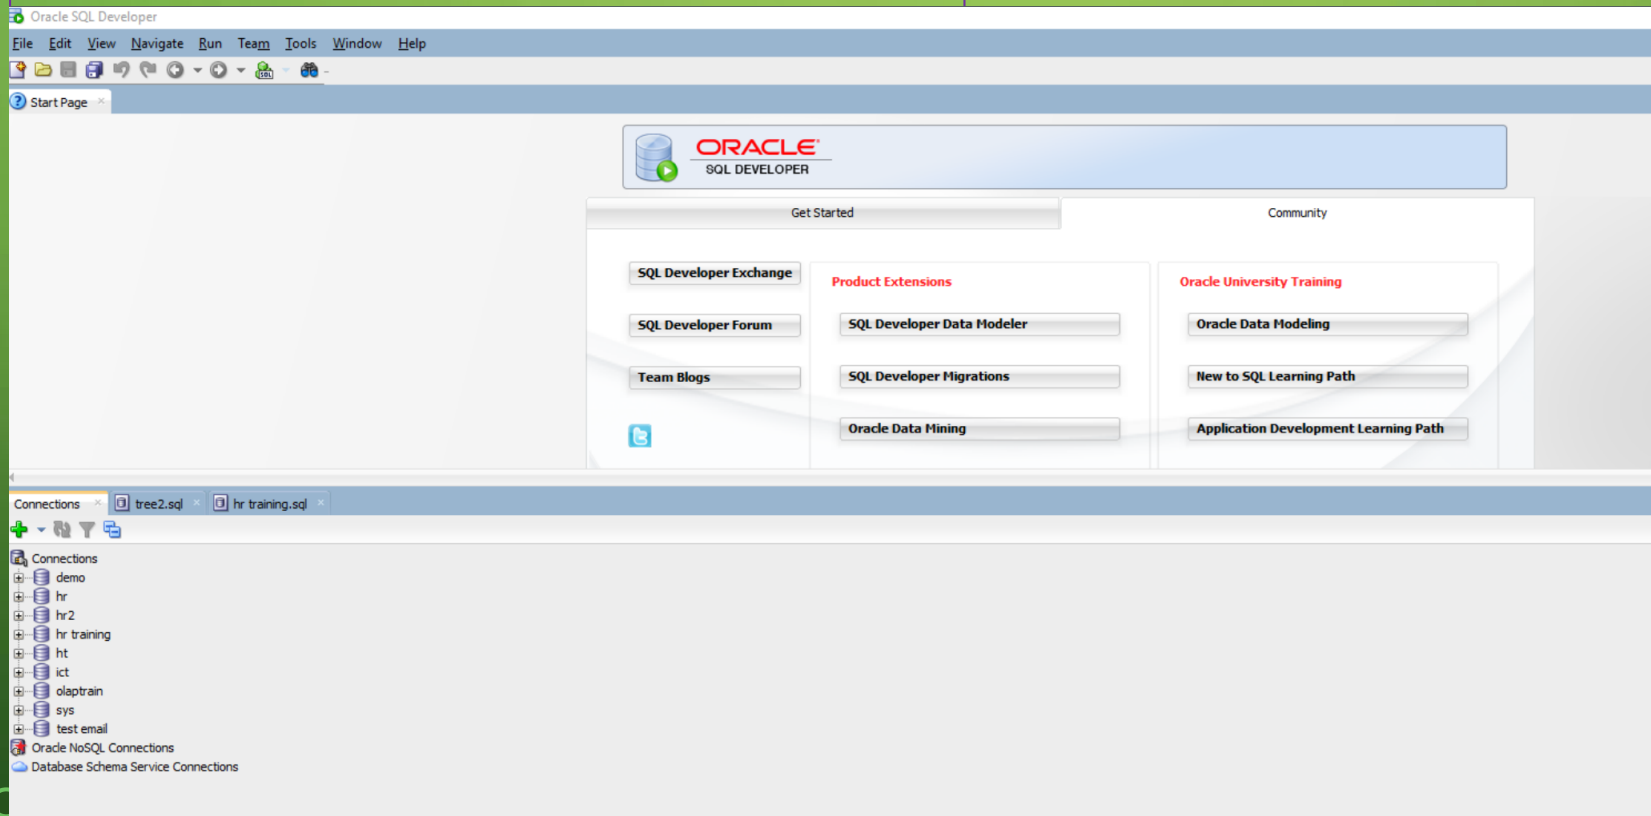 Oracle SQL Developer
File Edit View Navigate Run Team Tools Window Help
SQL
Start Page
ORACLE
SQL DEVELOPER
Get Started
Community
SQL Developer Exchange
SQL Developer Forum
Team Blogs
Product Extensions
SQL Developer Data Modeler
SQL Developer Migrations
Oracle Data Mining
Oracle University Training
Oracle Data Modeling
New to SQL Learning Path
Application Development Learning Path
Connections tree2.sql hr training.sql
Connections
demo
hr
hr2
hr training
ht
ict
olaptrain
sys
test email
Oracle NoSQL Connections
Database Schema Service Connections